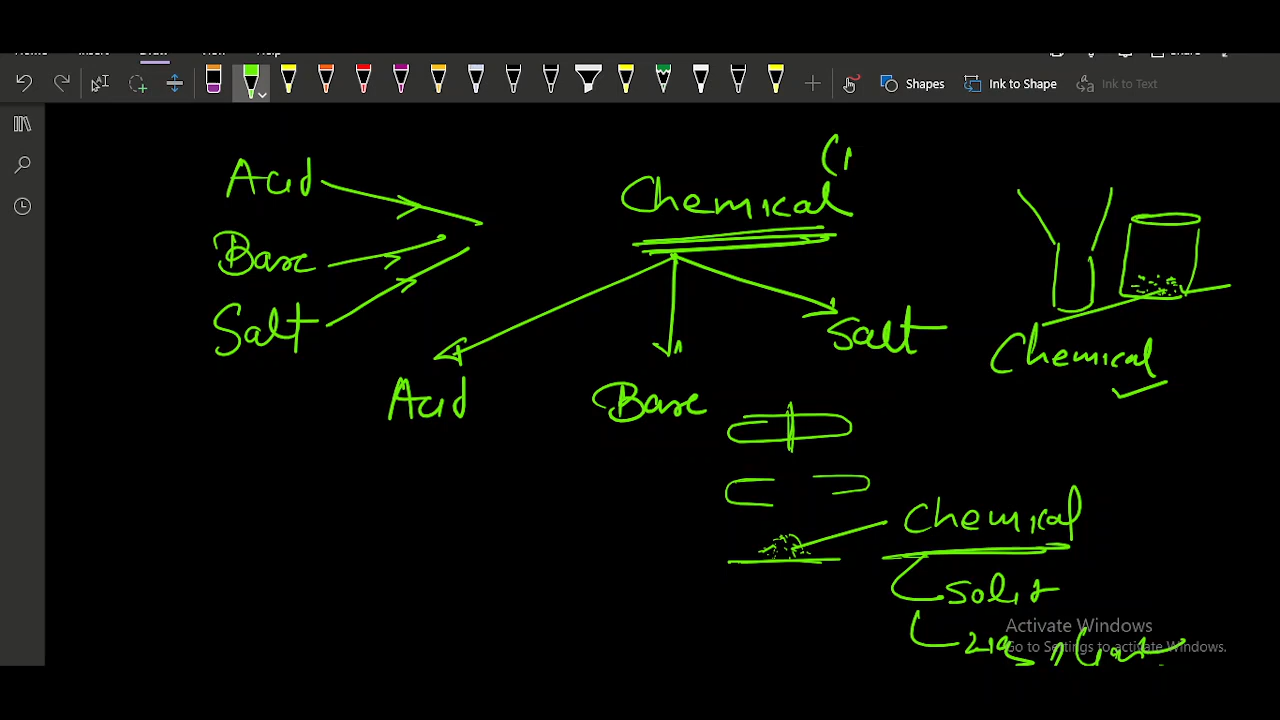 Shapes
Ink to Shape
Ink to Text
Acid
Base
Salt
Chemical
Acid
Base
Salt
Chemical
Chemical
Activate Windows
Go to Settings to activate Windows.